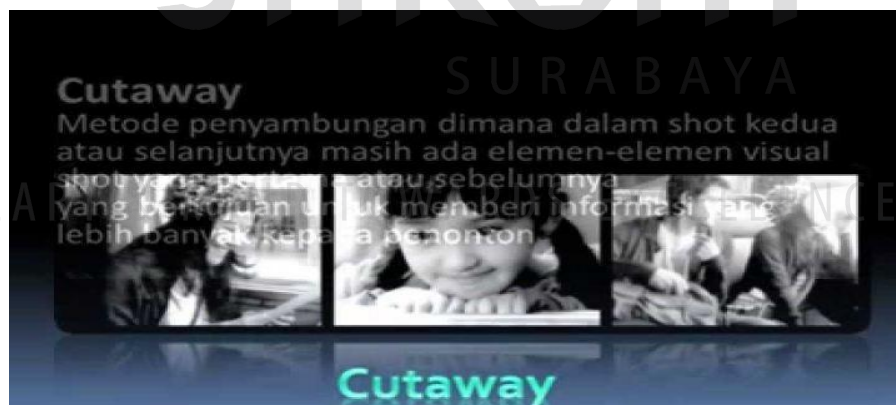 SURABAYA
Cutaway
Metode penyambungan dimana dalam shot kedua
atau selanjutnya masih ada elemen-elemen visual
shot yang pertama atau sebelumnya
yang bertujuan untuk memberi informasi yang
lebih banyak kepada penonton
Cutaway